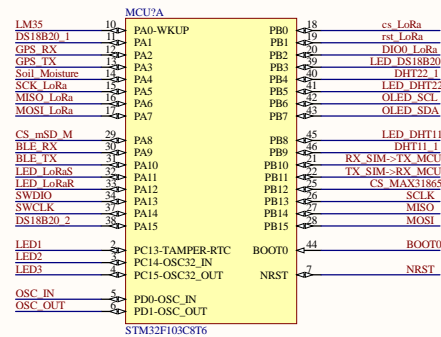 MCU?A
LM35 10 PA0-WKUP PB0 18 cs_LoRa
DS18B20_1 11 PA1 PB1 19 rst_LoRa
GPS_RX 12 PA2 PB2 20 DIO0_LoRa
GPS_TX 13 PA3 PB3 39 LED_DS18B20
Soil_Moisture 14 PA4 PB4 40 DHT22_1
SCK_LoRa 15 PA5 PB5 41 LED_DHT22
MISO_LoRa 16 PA6 PB6 42 OLED_SCL
MOSI_LoRa 17 PA7 PB7 43 OLED_SDA
CS_mSD_M 29 PA8 PB8 45 LED_DHT11
BLE_RX 30 PA9 PB9 46 DHT11_1
BLE_TX 31 PA10 PB10 21 RX_SIM->TX_MCU
LED_LoRaS 32 PA11 PB11 22 TX_SIM->RX_MCU
LED_LoRaR 33 PA12 PB12 25 CS_MAX31865
SWDIO 34 PA13 PB13 26 SCLK
SWCLK 37 PA14 PB14 27 MISO
DS18B20_2 38 PA15 PB15 28 MOSI
LED1 2 PC13-TAMPER-RTC BOOT0 44 BOOT0
LED2 3 PC14-OSC32_IN
LED3 4 PC15-OSC32_OUT NRST 7 NRST
OSC_IN 5 PD0-OSC_IN
OSC_OUT 6 PD1-OSC_OUT
STM32F103C8T6